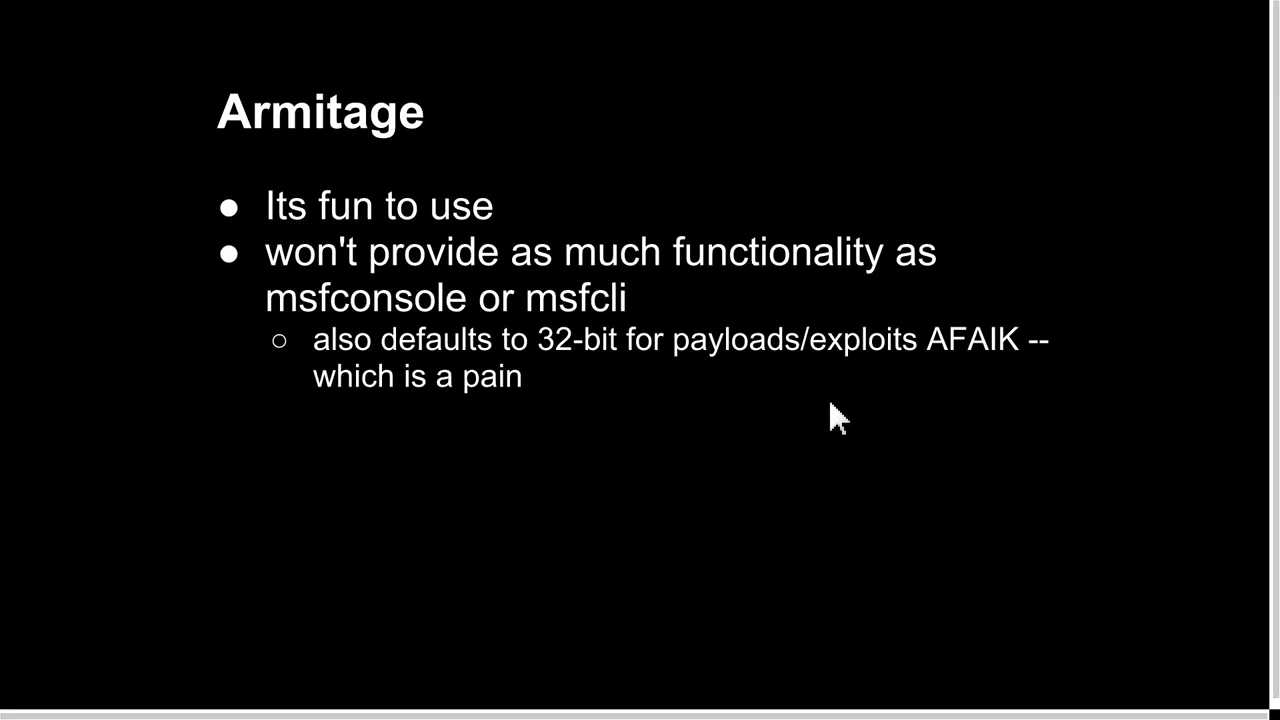 Armitage
● Its fun to use
● won't provide as much functionality as
msfconsole or msfcli
○ also defaults to 32-bit for payloads/exploits AFAIK --
which is a pain